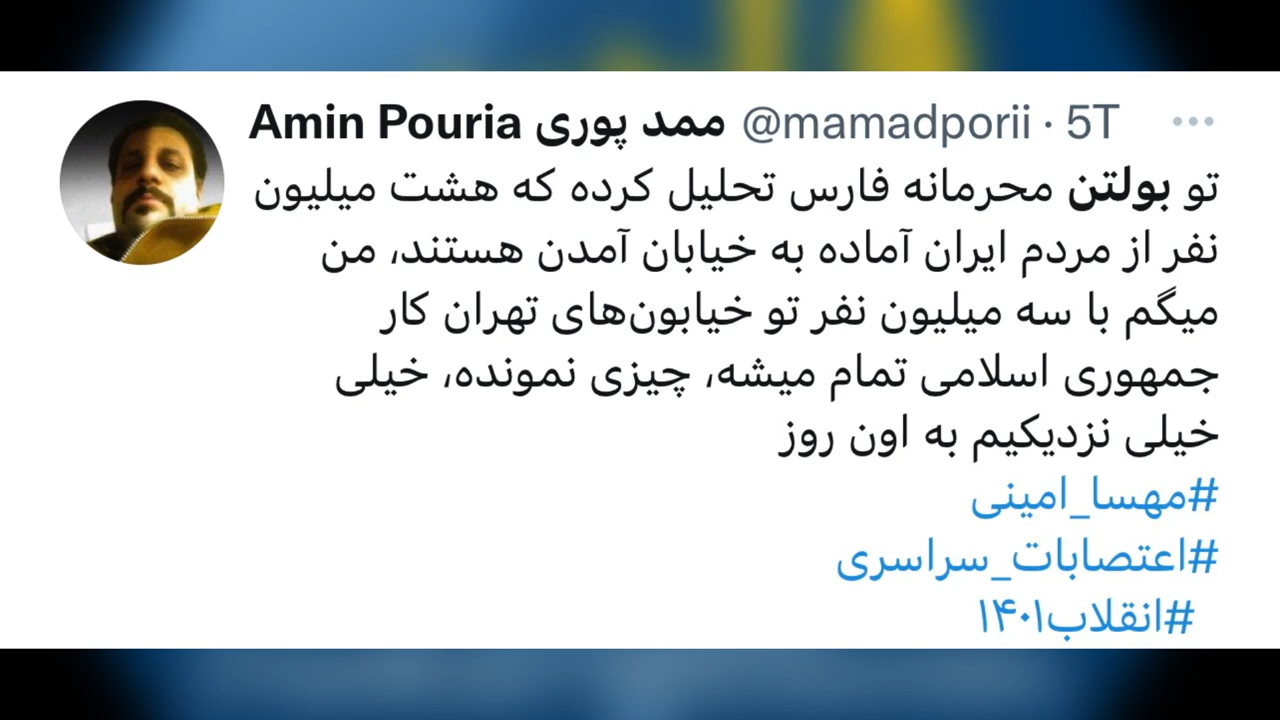 Amin Pouria ممد پوری @mamadporii · 5T
تو بولتن محرمانه فارس تحلیل کرده که هشت میلیون
نفر از مردم ایران آماده به خیابان آمدن هستند، من
میگم با سه میلیون نفر تو خیابون‌های تهران کار
جمهوری اسلامی تمام میشه، چیزی نمونده، خیلی
خیلی نزدیکیم به اون روز
#مهسا_امینی
#اعتصابات_سراسری
#انقلاب۱۴۰۱